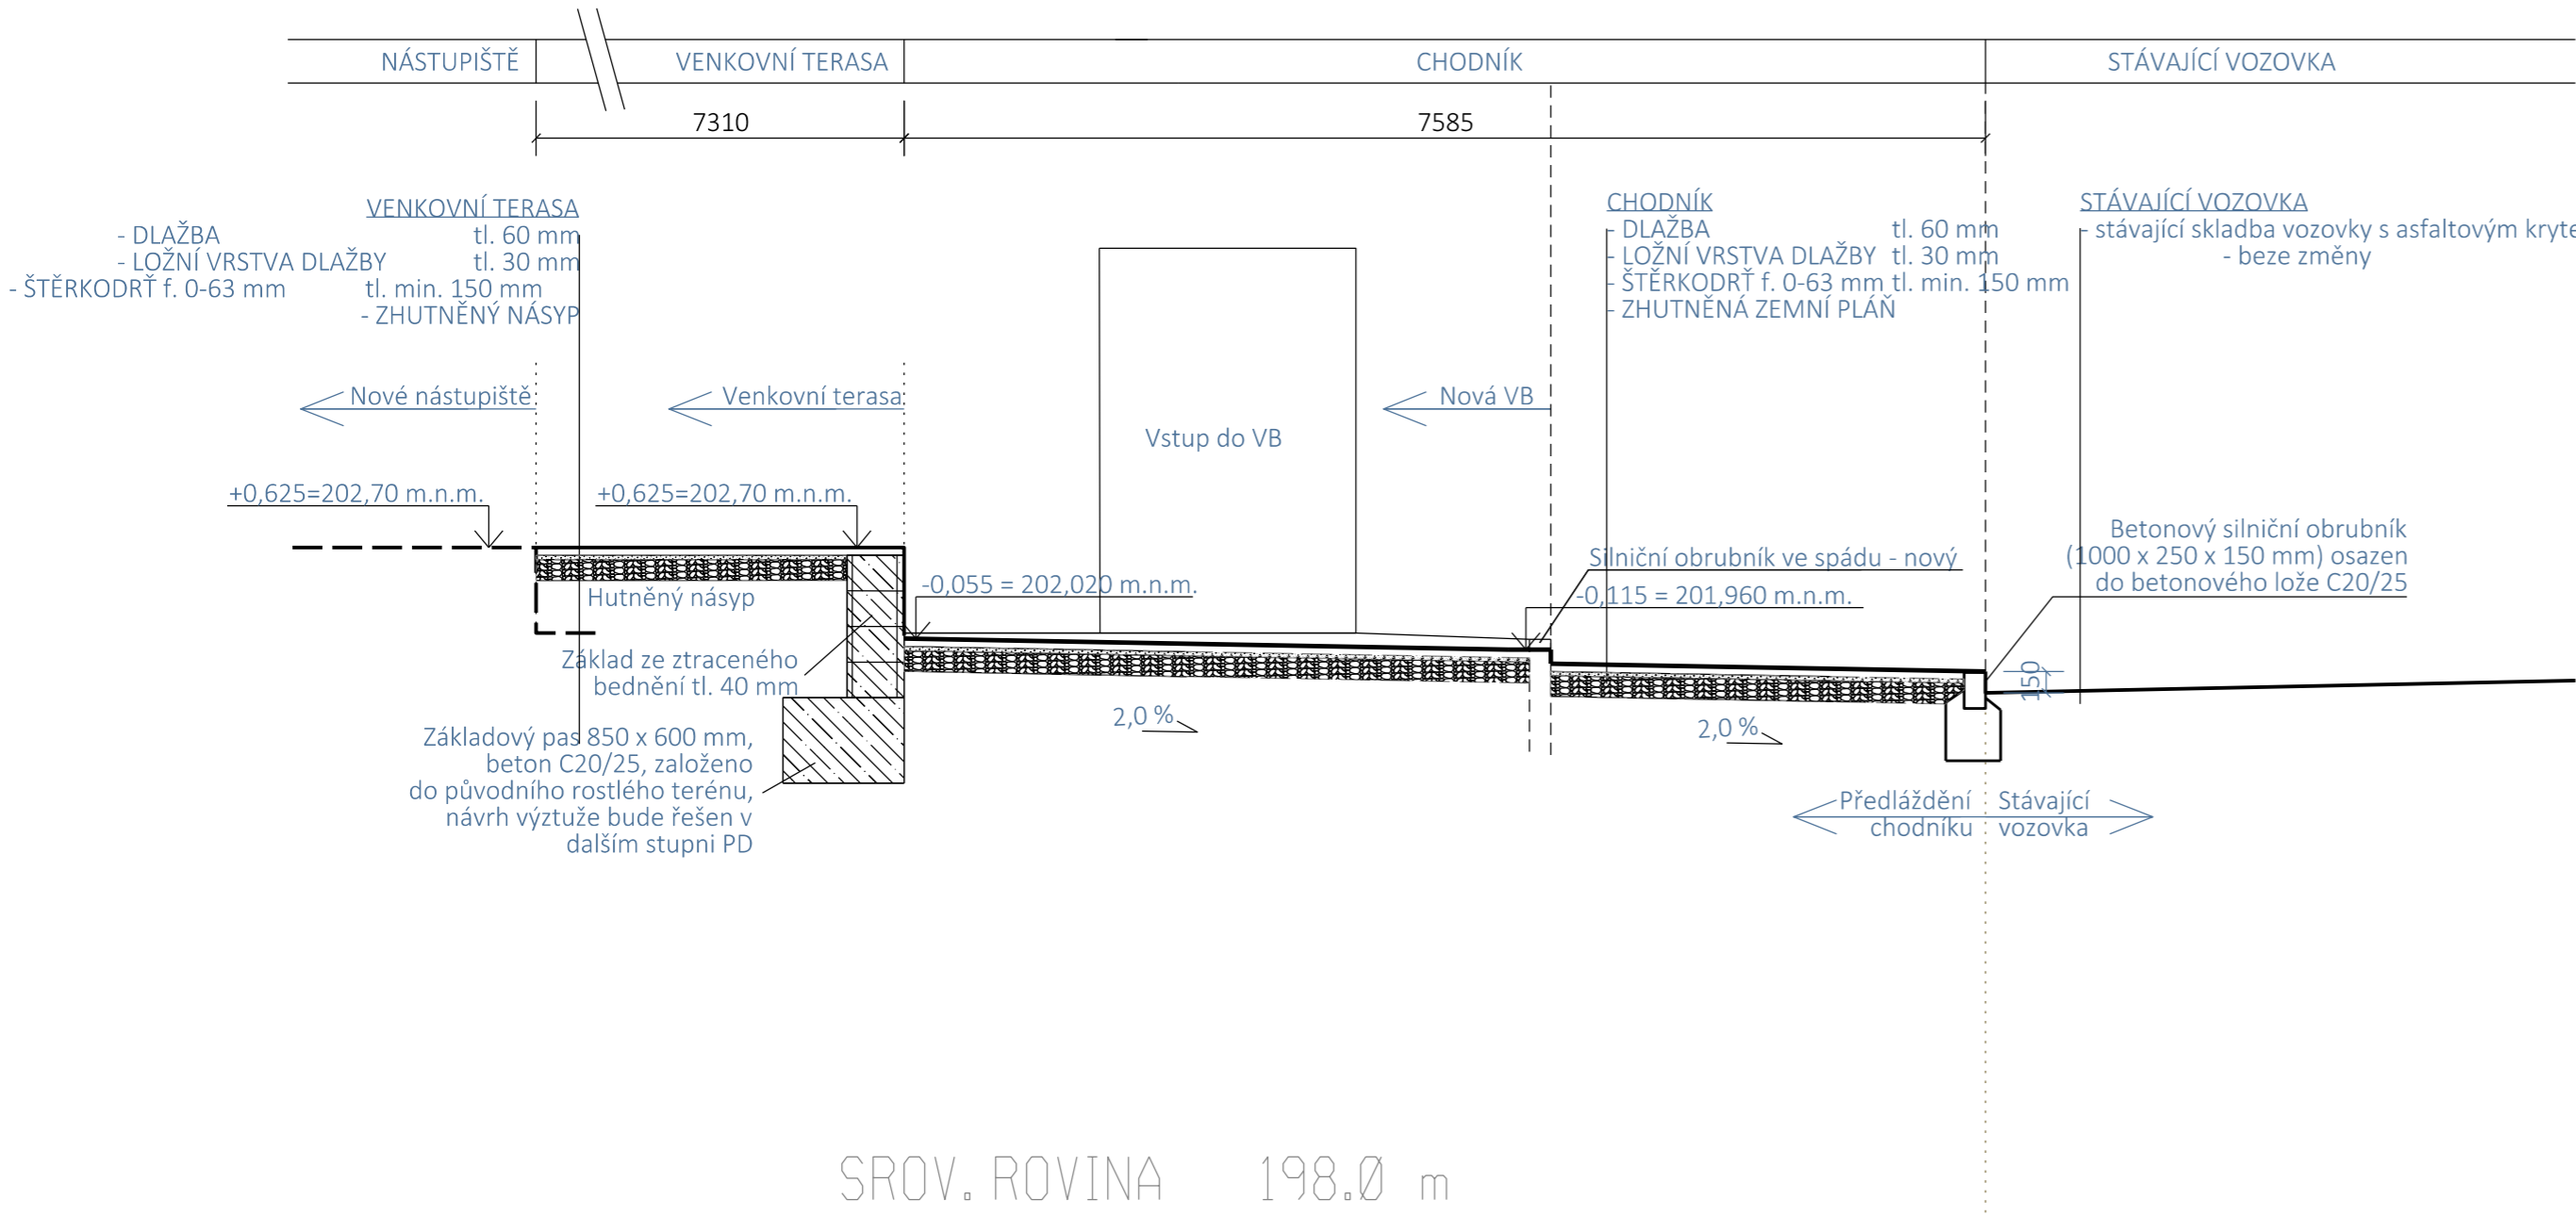 NÁSTUPIŠTĚ
VENKOVNÍ TERASA
CHODNÍK
STÁVAJÍCÍ VOZOVKA
7310
7585
VENKOVNÍ TERASA
- DLAŽBA tl. 60 mm
- LOŽNÍ VRSTVA DLAŽBY tl. 30 mm
- ŠTĚRKODRŤ f. 0-63 mm tl. min. 150 mm
- ZHUTNĚNÝ NÁSYP
CHODNÍK
- DLAŽBA tl. 60 mm
- LOŽNÍ VRSTVA DLAŽBY tl. 30 mm
- ŠTĚRKODRŤ f. 0-63 mm tl. min. 150 mm
- ZHUTNĚNÁ ZEMNÍ PLÁŇ
STÁVAJÍCÍ VOZOVKA
- stávající skladba vozovky s asfaltovým kryte
- beze změny
Nové nástupiště
Venkovní terasa
Nová VB
Vstup do VB
+0,625=202,70 m.n.m.
+0,625=202,70 m.n.m.
Hutněný násyp
-0,055 = 202,020 m.n.m.
Silniční obrubník ve spádu - nový
-0,115 = 201,960 m.n.m.
Betonový silniční obrubník
(1000 x 250 x 150 mm) osazen
do betonového lože C20/25
Základ ze ztraceného
bednění tl. 40 mm
150
2,0 %
2,0 %
Základový pas 850 x 600 mm,
beton C20/25, založeno
do původního rostlého terénu,
návrh výztuže bude řešen v
dalším stupni PD
Předláždění
chodníku
Stávající
vozovka
SROV. ROVINA 198.0 m